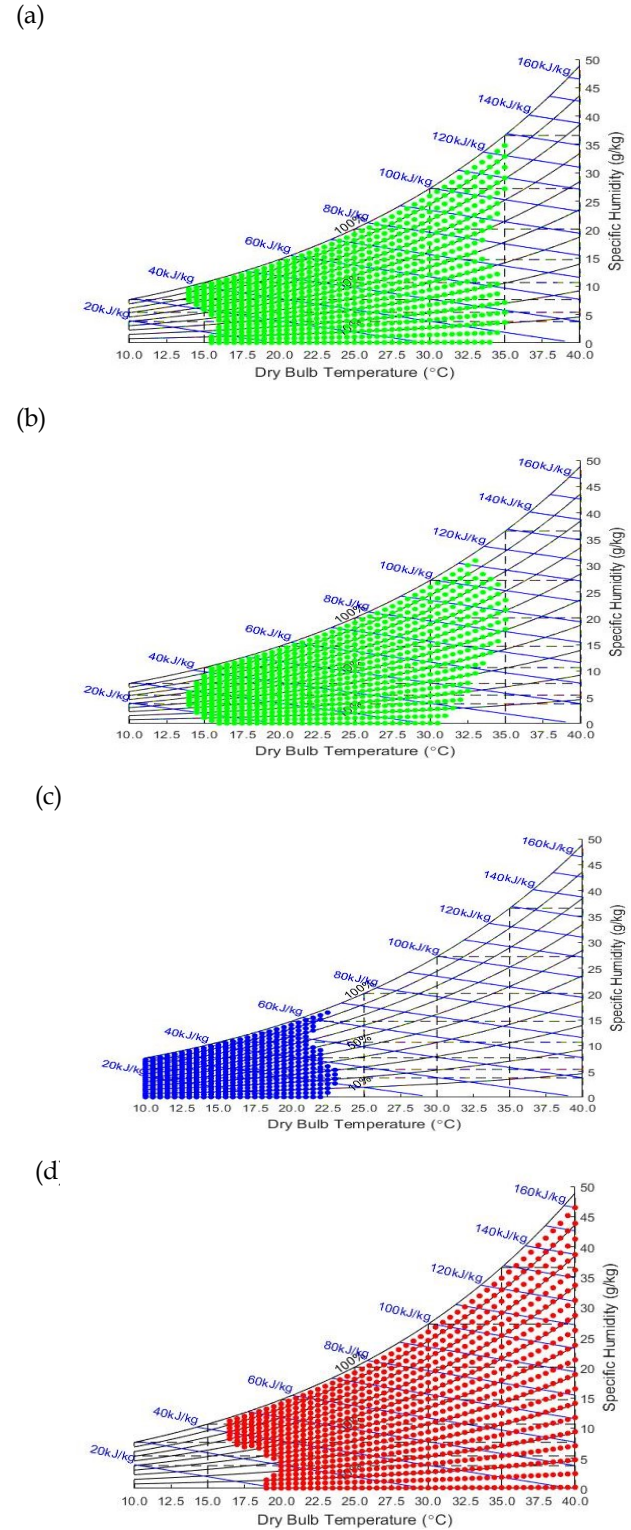 (a)
160kJ/kg
140kJ/kg
120kJ/kg
100kJ/kg
80kJ/kg
60kJ/kg
40kJ/kg
20kJ/kg
100%
10%
50
45
40
35
30
25
20
15
10
5
0
Specific Humidity (g/kg)
10.0 12.5 15.0 17.5 20.0 22.5 25.0 27.5 30.0 32.5 35.0 37.5 40.0
Dry Bulb Temperature (°C)
(b)
160kJ/kg
140kJ/kg
120kJ/kg
100kJ/kg
80kJ/kg
60kJ/kg
40kJ/kg
20kJ/kg
100%
10%
50
45
40
35
30
25
20
15
10
5
0
Specific Humidity (g/kg)
10.0 12.5 15.0 17.5 20.0 22.5 25.0 27.5 30.0 32.5 35.0 37.5 40.0
Dry Bulb Temperature (°C)
(c)
160kJ/kg
140kJ/kg
120kJ/kg
100kJ/kg
80kJ/kg
60kJ/kg
40kJ/kg
20kJ/kg
100%
50%
10%
50
45
40
35
30
25
20
15
10
5
0
Specific Humidity (g/kg)
10.0 12.5 15.0 17.5 20.0 22.5 25.0 27.5 30.0 32.5 35.0 37.5 40.0
Dry Bulb Temperature (°C)
(d)
160kJ/kg
140kJ/kg
120kJ/kg
100kJ/kg
80kJ/kg
60kJ/kg
40kJ/kg
20kJ/kg
100%
10%
50
45
40
35
30
25
20
15
10
5
0
Specific Humidity (g/kg)
10.0 12.5 15.0 17.5 20.0 22.5 25.0 27.5 30.0 32.5 35.0 37.5 40.0
Dry Bulb Temperature (°C)